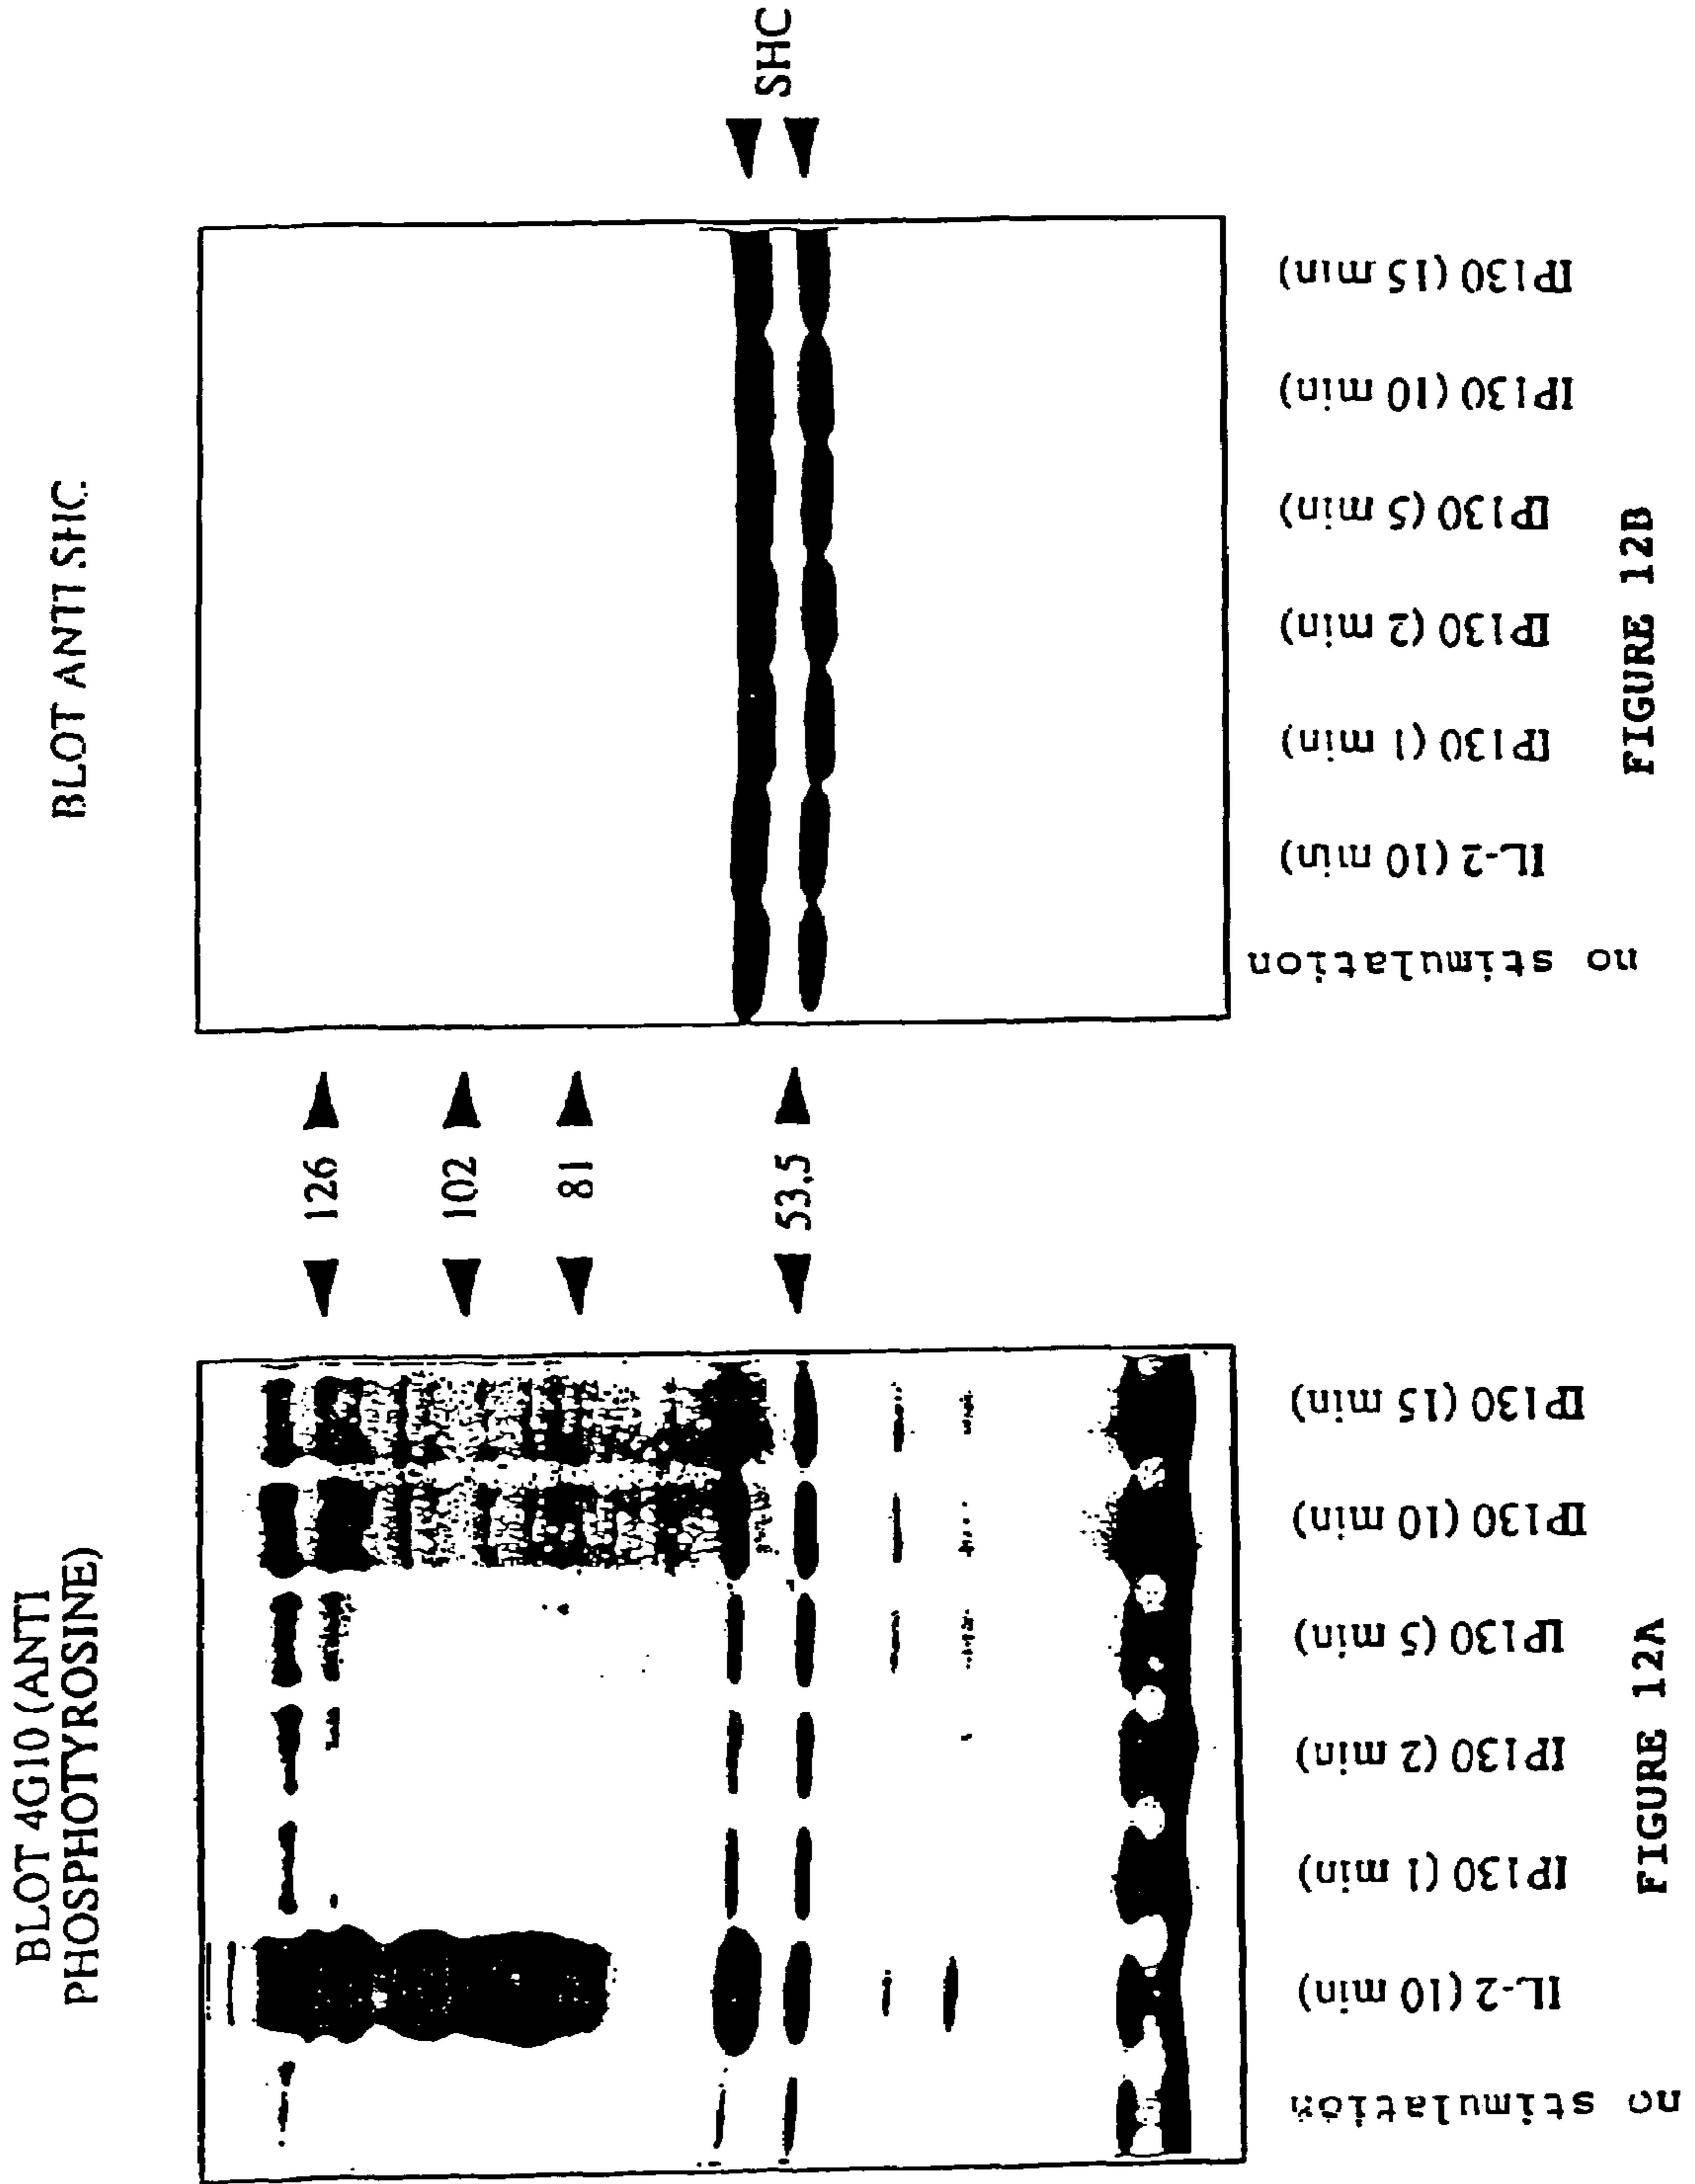 BLOT 4G10 (ANTI
PHOSPHOTYROSINE)
126
102
81
53,5
no stimulation
IL-2 (10 min)
IP130 (1 min)
IP130 (2 min)
IP130 (5 min)
IP130 (10 min)
IP130 (15 min)
FIGURE 12A
BLOT ANTI SHC
SHC
no stimulation
IL-2 (10 min)
IP130 (1 min)
IP130 (2 min)
IP130 (5 min)
IP130 (10 min)
IP130 (15 min)
FIGURE 12B